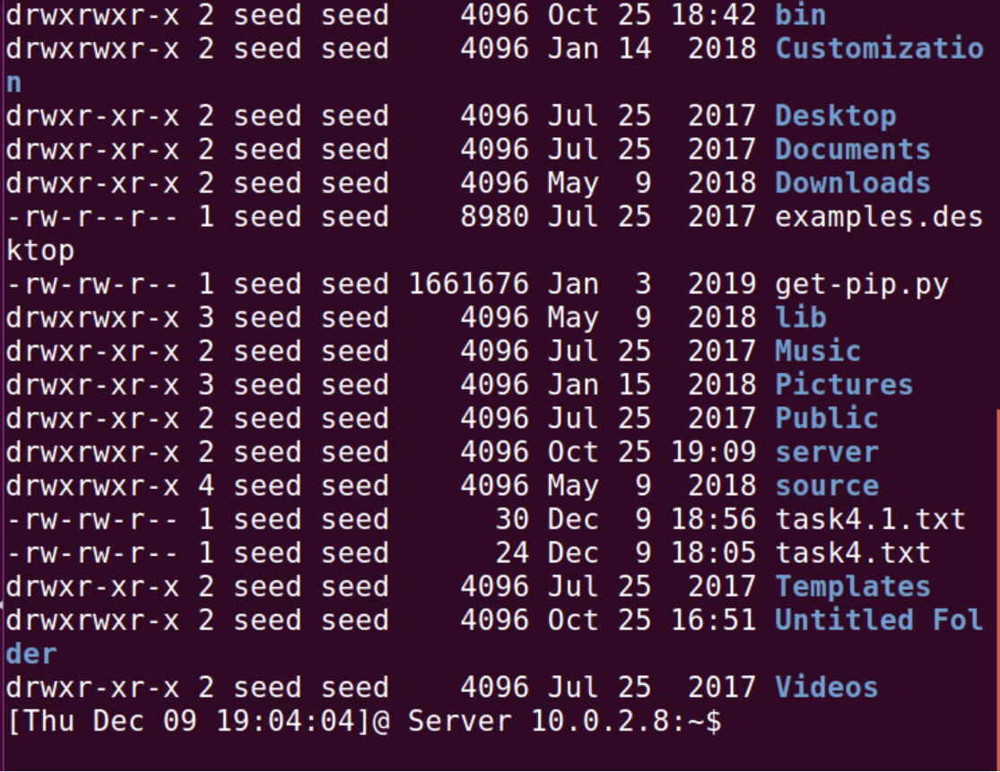 drwxrwxr-x 2 seed seed    4096 Oct 25 18:42 bin
drwxrwxr-x 2 seed seed    4096 Jan 14  2018 Customizatio
n
drwxr-xr-x 2 seed seed    4096 Jul 25  2017 Desktop
drwxr-xr-x 2 seed seed    4096 Jul 25  2017 Documents
drwxr-xr-x 2 seed seed    4096 May  9  2018 Downloads
-rw-r--r-- 1 seed seed    8980 Jul 25  2017 examples.des
ktop
-rw-rw-r-- 1 seed seed 1661676 Jan  3  2019 get-pip.py
drwxrwxr-x 3 seed seed    4096 May  9  2018 lib
drwxr-xr-x 2 seed seed    4096 Jul 25  2017 Music
drwxr-xr-x 3 seed seed    4096 Jan 15  2018 Pictures
drwxr-xr-x 2 seed seed    4096 Jul 25  2017 Public
drwxrwxr-x 2 seed seed    4096 Oct 25 19:09 server
drwxrwxr-x 4 seed seed    4096 May  9  2018 source
-rw-rw-r-- 1 seed seed      30 Dec  9 18:56 task4.1.txt
-rw-rw-r-- 1 seed seed      24 Dec  9 18:05 task4.txt
drwxr-xr-x 2 seed seed    4096 Jul 25  2017 Templates
drwxrwxr-x 2 seed seed    4096 Oct 25 16:51 Untitled Fol
der
drwxr-xr-x 2 seed seed    4096 Jul 25  2017 Videos
[Thu Dec 09 19:04:04]@ Server 10.0.2.8:~$